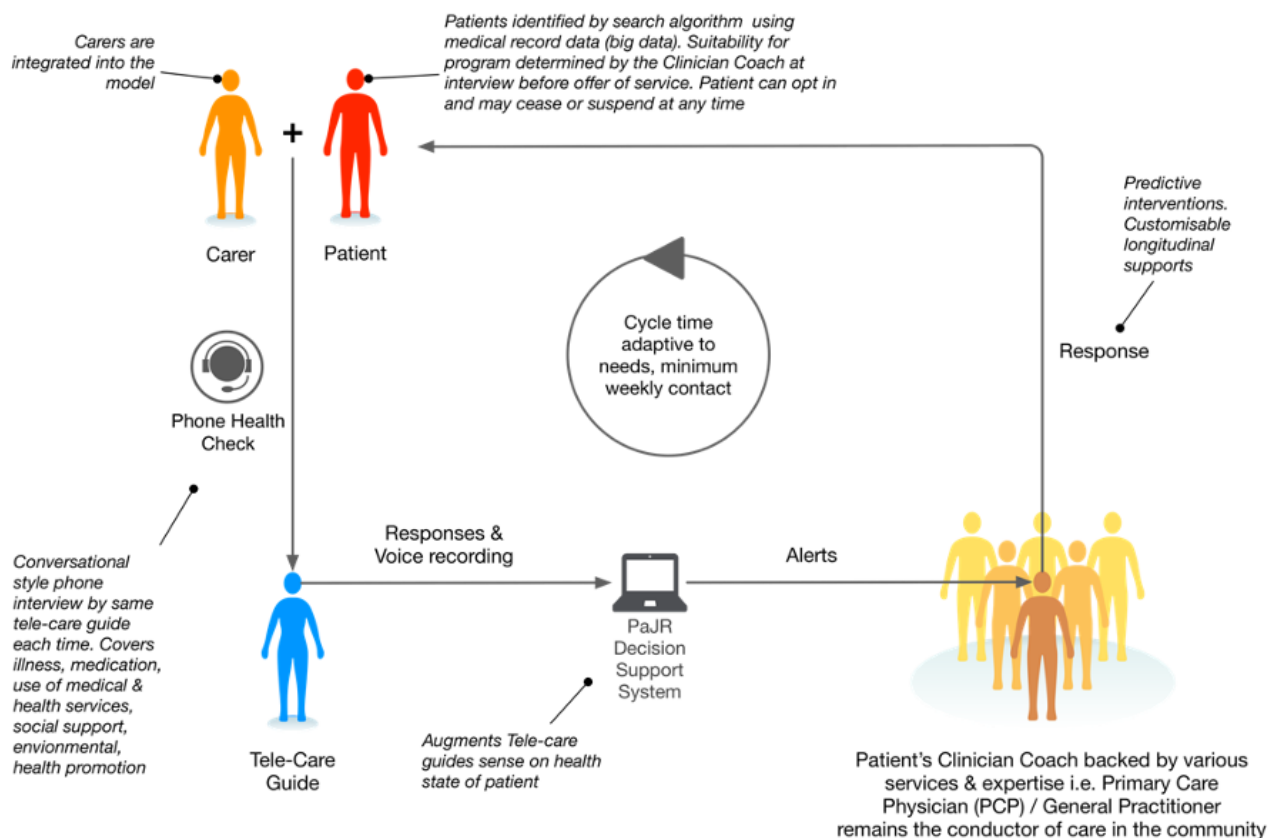 Carers are
integrated into the
model
Patients identified by search algorithm using
medical record data (big data). Suitability for
program determined by the Clinician Coach at
interview before offer of service. Patient can opt in
and may cease or suspend at any time
+
Carer
Patient
Predictive
interventions.
Customisable
longitudinal
supports
Cycle time
adaptive to
needs, minimum
weekly contact
Response
Phone Health
Check
Responses &
Voice recording
Alerts
Conversational
style phone
interview by same
tele-care guide
each time. Covers
illness, medication,
use of medical &
health services,
social support,
envionmental,
health promotion
PaJR
Decision
Support
System
Tele-Care
Guide
Augments Tele-care
guides sense on health
state of patient
Patient's Clinician Coach backed by various
services & expertise i.e. Primary Care
Physician (PCP) / General Practitioner
remains the conductor of care in the community